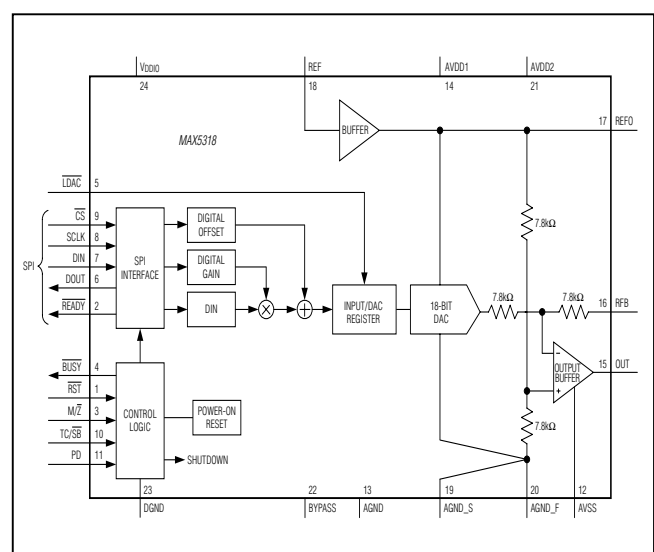 VDDIO
REF
AVDD1
AVDD2
24
18
14
21
MAX5318
BUFFER
17 REFO
LDAC 5
7.8kΩ
SPI
CS 9
SCLK 8
DIN 7
DOUT 6
READY 2
SPI
INTERFACE
DIGITAL
OFFSET
DIGITAL
GAIN
DIN
×
+
INPUT/DAC
REGISTER
18-BIT
DAC
7.8kΩ
7.8kΩ
16 RFB
−
+
OUTPUT
BUFFER
15 OUT
7.8kΩ
BUSY 4
RST 1
M/Z 3
TC/SB 10
PD 11
CONTROL
LOGIC
POWER-ON
RESET
SHUTDOWN
23
22
13
19
20
12
DGND
BYPASS
AGND
AGND_S
AGND_F
AVSS